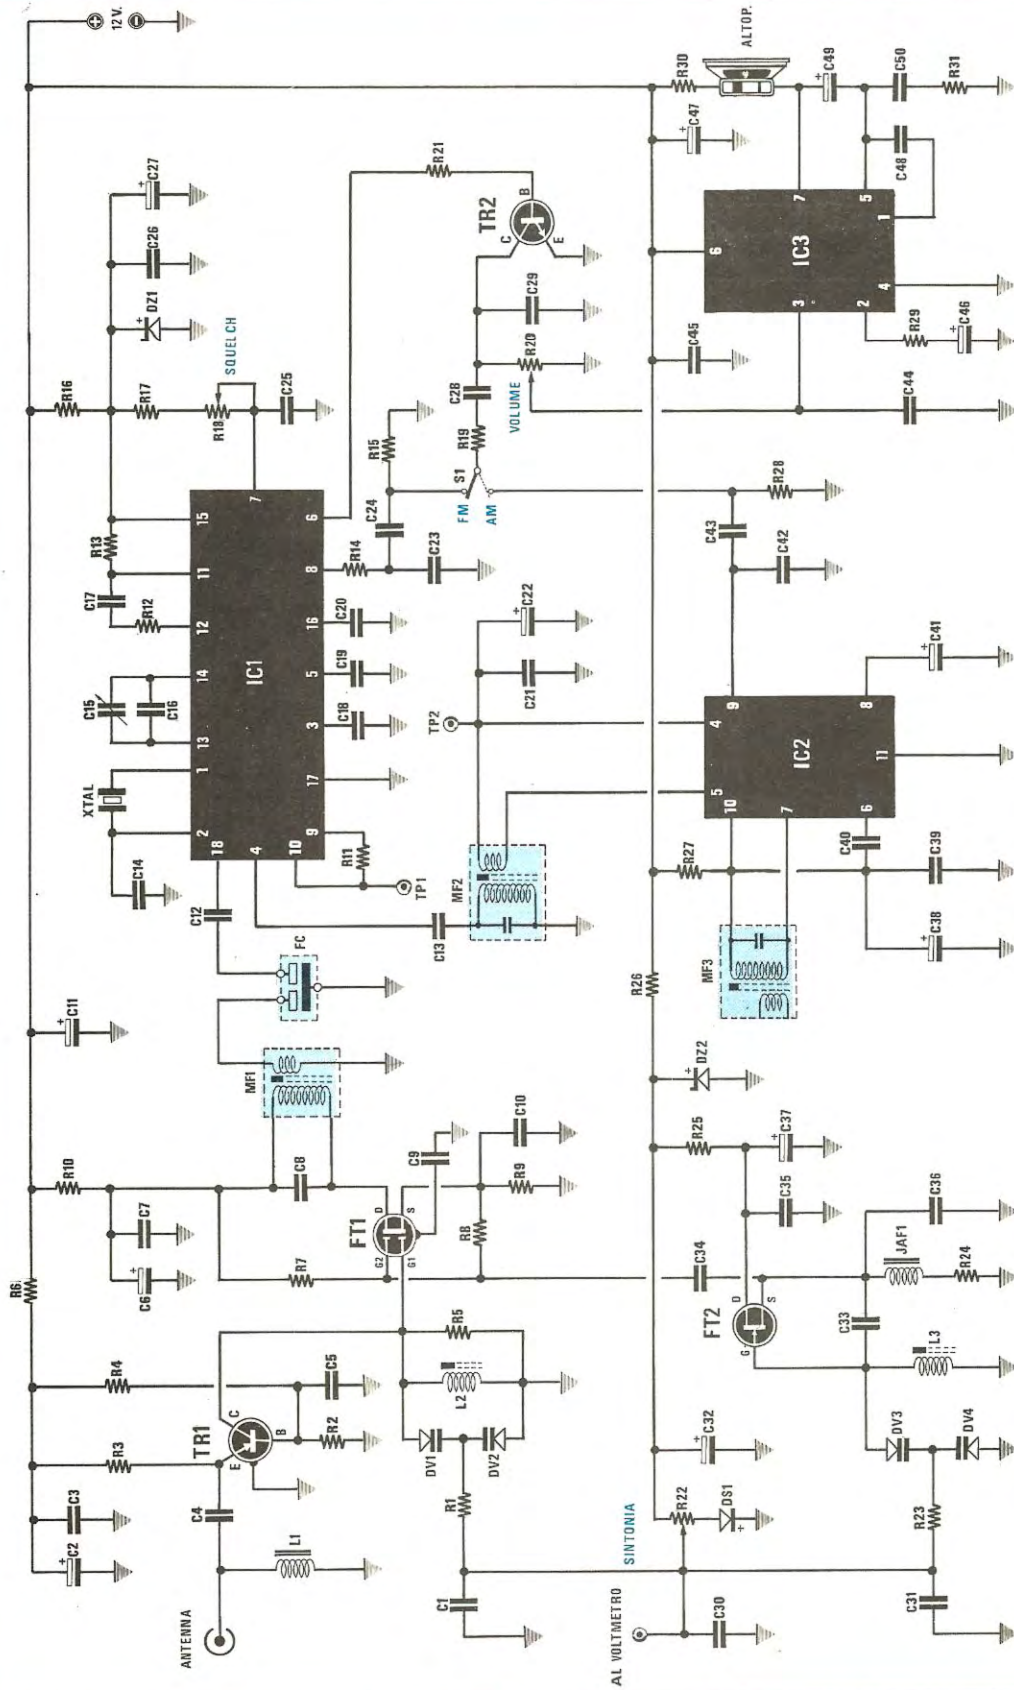 12 V.
R6
C2
C3
R3
R4
R10
C11
R16
C6
C7
C14
XTAL
C15
C16
C17
R12
R13
R17
DZ1
C26
C27
2
1
13
14
12
11
15
R18
SQUELCH
ANTENNA
C4
TR1
E
C
B
R2
C5
L1
R7
C8
MF1
FC
C12
18
IC1
7
C25
4
10
9
17
3
5
16
8
6
R11
TP1
C18
C19
C20
R14
C23
C24
R15
R21
FT1
G2
G1
D
S
C9
R8
R9
C10
DV1
DV2
L2
R5
R1
C1
C13
MF2
TP2
C21
C22
FM
AM
S1
R19
C28
R20
VOLUME
C29
TR2
C
B
E
SINTONIA
AL VOLTMETRO
R22
DS1
C30
C32
C34
R25
DZ2
R26
R27
C43
R28
C42
C45
C47
R30
ALTOP.
FT2
G
D
S
C35
C37
MF3
10
7
6
5
4
9
8
11
IC2
C40
C38
C39
C41
3
2
4
1
5
7
6
IC3
C44
R29
C46
C48
C49
C50
R31
DV3
DV4
R23
C31
L3
C33
JAF1
R24
C36